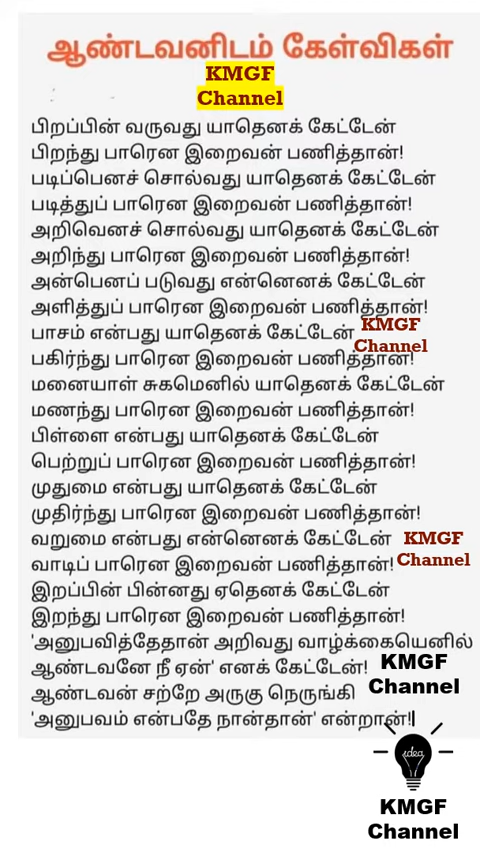 ஆண்டவனிடம் கேள்விகள்
KMGF
Channel
பிறப்பின் வருவது யாதெனக் கேட்டேன்
பிறந்து பாரென இறைவன் பணித்தான்!
படிப்பெனச் சொல்வது யாதெனக் கேட்டேன்
படித்துப் பாரென இறைவன் பணித்தான்!
அறிவெனச் சொல்வது யாதெனக் கேட்டேன்
அறிந்து பாரென இறைவன் பணித்தான்!
அன்பெனப் படுவது என்னெனக் கேட்டேன்
அளித்துப் பாரென இறைவன் பணித்தான்!
பாசம் என்பது யாதெனக் கேட்டேன்
KMGF
Channel
பகிர்ந்து பாரென இறைவன் பணித்தான்!
மனையாள் சுகமெனில் யாதெனக் கேட்டேன்
மணந்து பாரென இறைவன் பணித்தான்!
பிள்ளை என்பது யாதெனக் கேட்டேன்
பெற்றுப் பாரென இறைவன் பணித்தான்!
முதுமை என்பது யாதெனக் கேட்டேன்
முதிர்ந்து பாரென இறைவன் பணித்தான்!
வறுமை என்பது என்னெனக் கேட்டேன்
KMGF
Channel
வாடிப் பாரென இறைவன் பணித்தான்!
இறப்பின் பின்னது ஏதெனக் கேட்டேன்
இறந்து பாரென இறைவன் பணித்தான்!
'அனுபவித்தேதான் அறிவது வாழ்க்கையெனில்
ஆண்டவனே நீ ஏன்' எனக் கேட்டேன்!
KMGF
Channel
ஆண்டவன் சற்றே அருகு நெருங்கி
'அனுபவம் என்பதே நான்தான்' என்றான்!
idea
KMGF
Channel